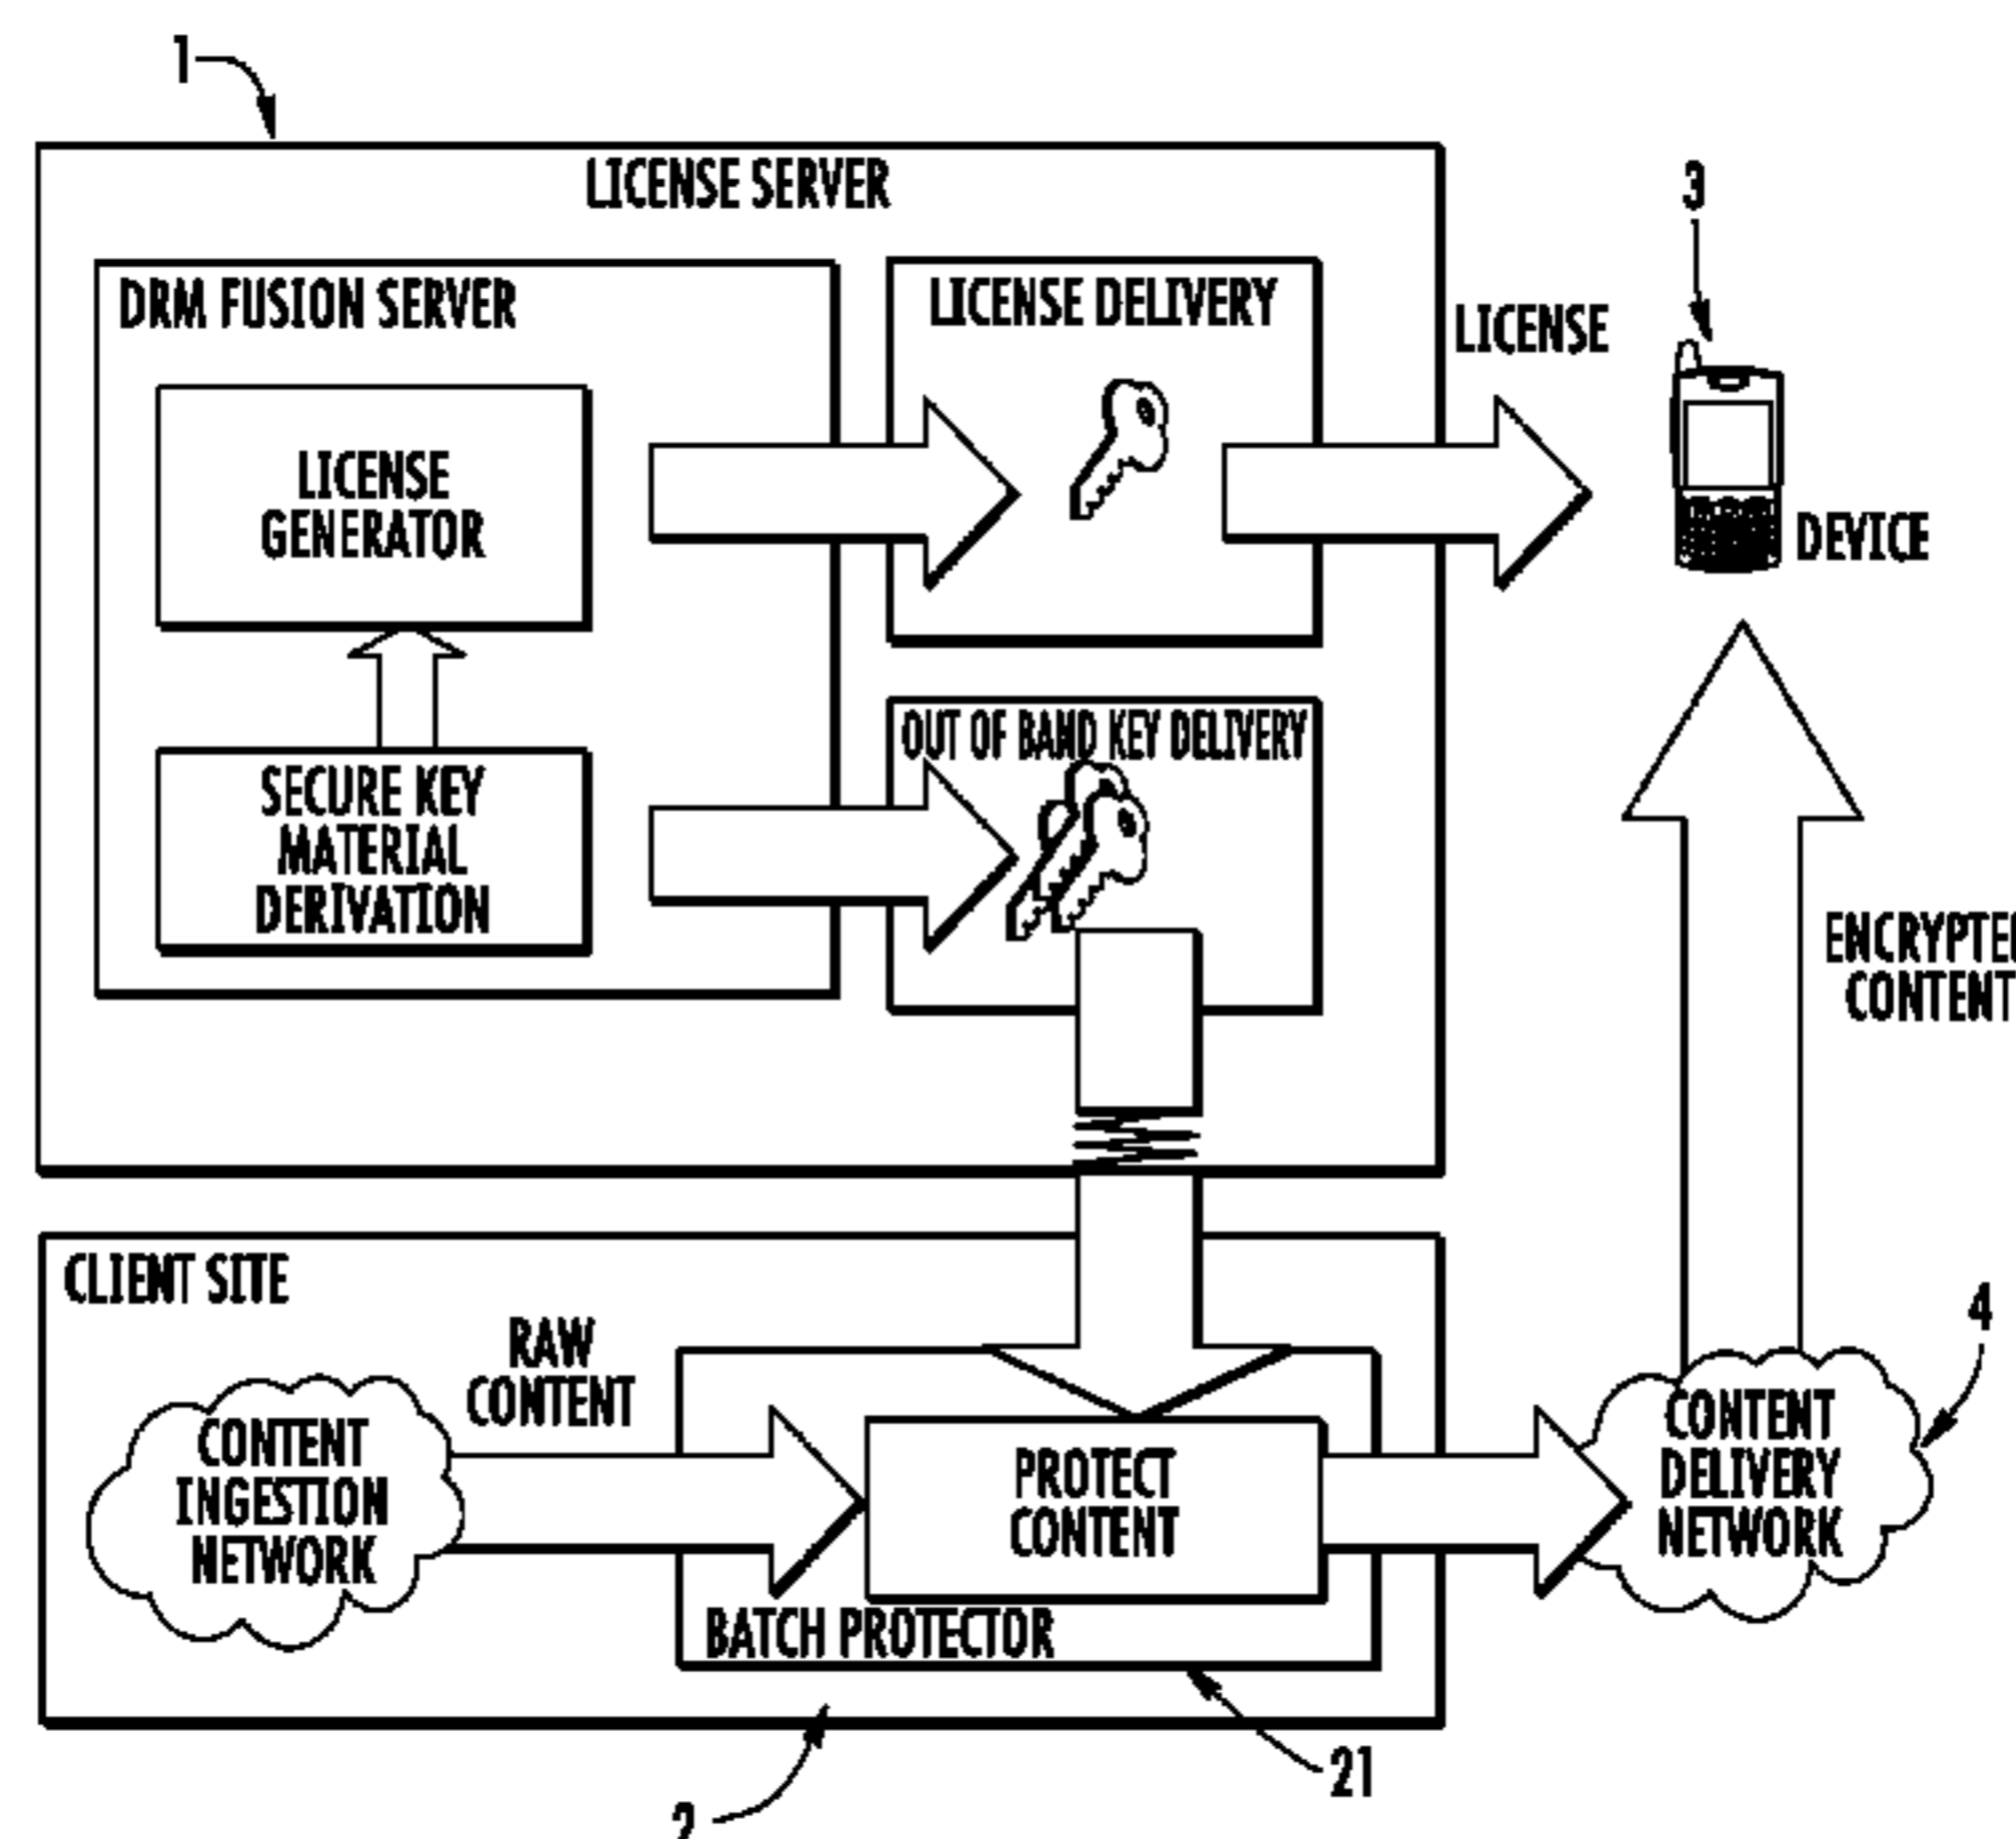 1
LICENSE SERVER
3
DRM FUSION SERVER
LICENSE DELIVERY
LICENSE
LICENSE
GENERATOR
DEVICE
OUT OF BAND KEY DELIVERY
SECURE KEY
MATERIAL
DERIVATION
ENCRYPTE
CONTENT
CLIENT SITE
4
RAW
CONTENT
CONTENT
INGESTION
NETWORK
PROTECT
CONTENT
CONTENT
DELIVERY
NETWORK
BATCH PROTECTOR
21
2